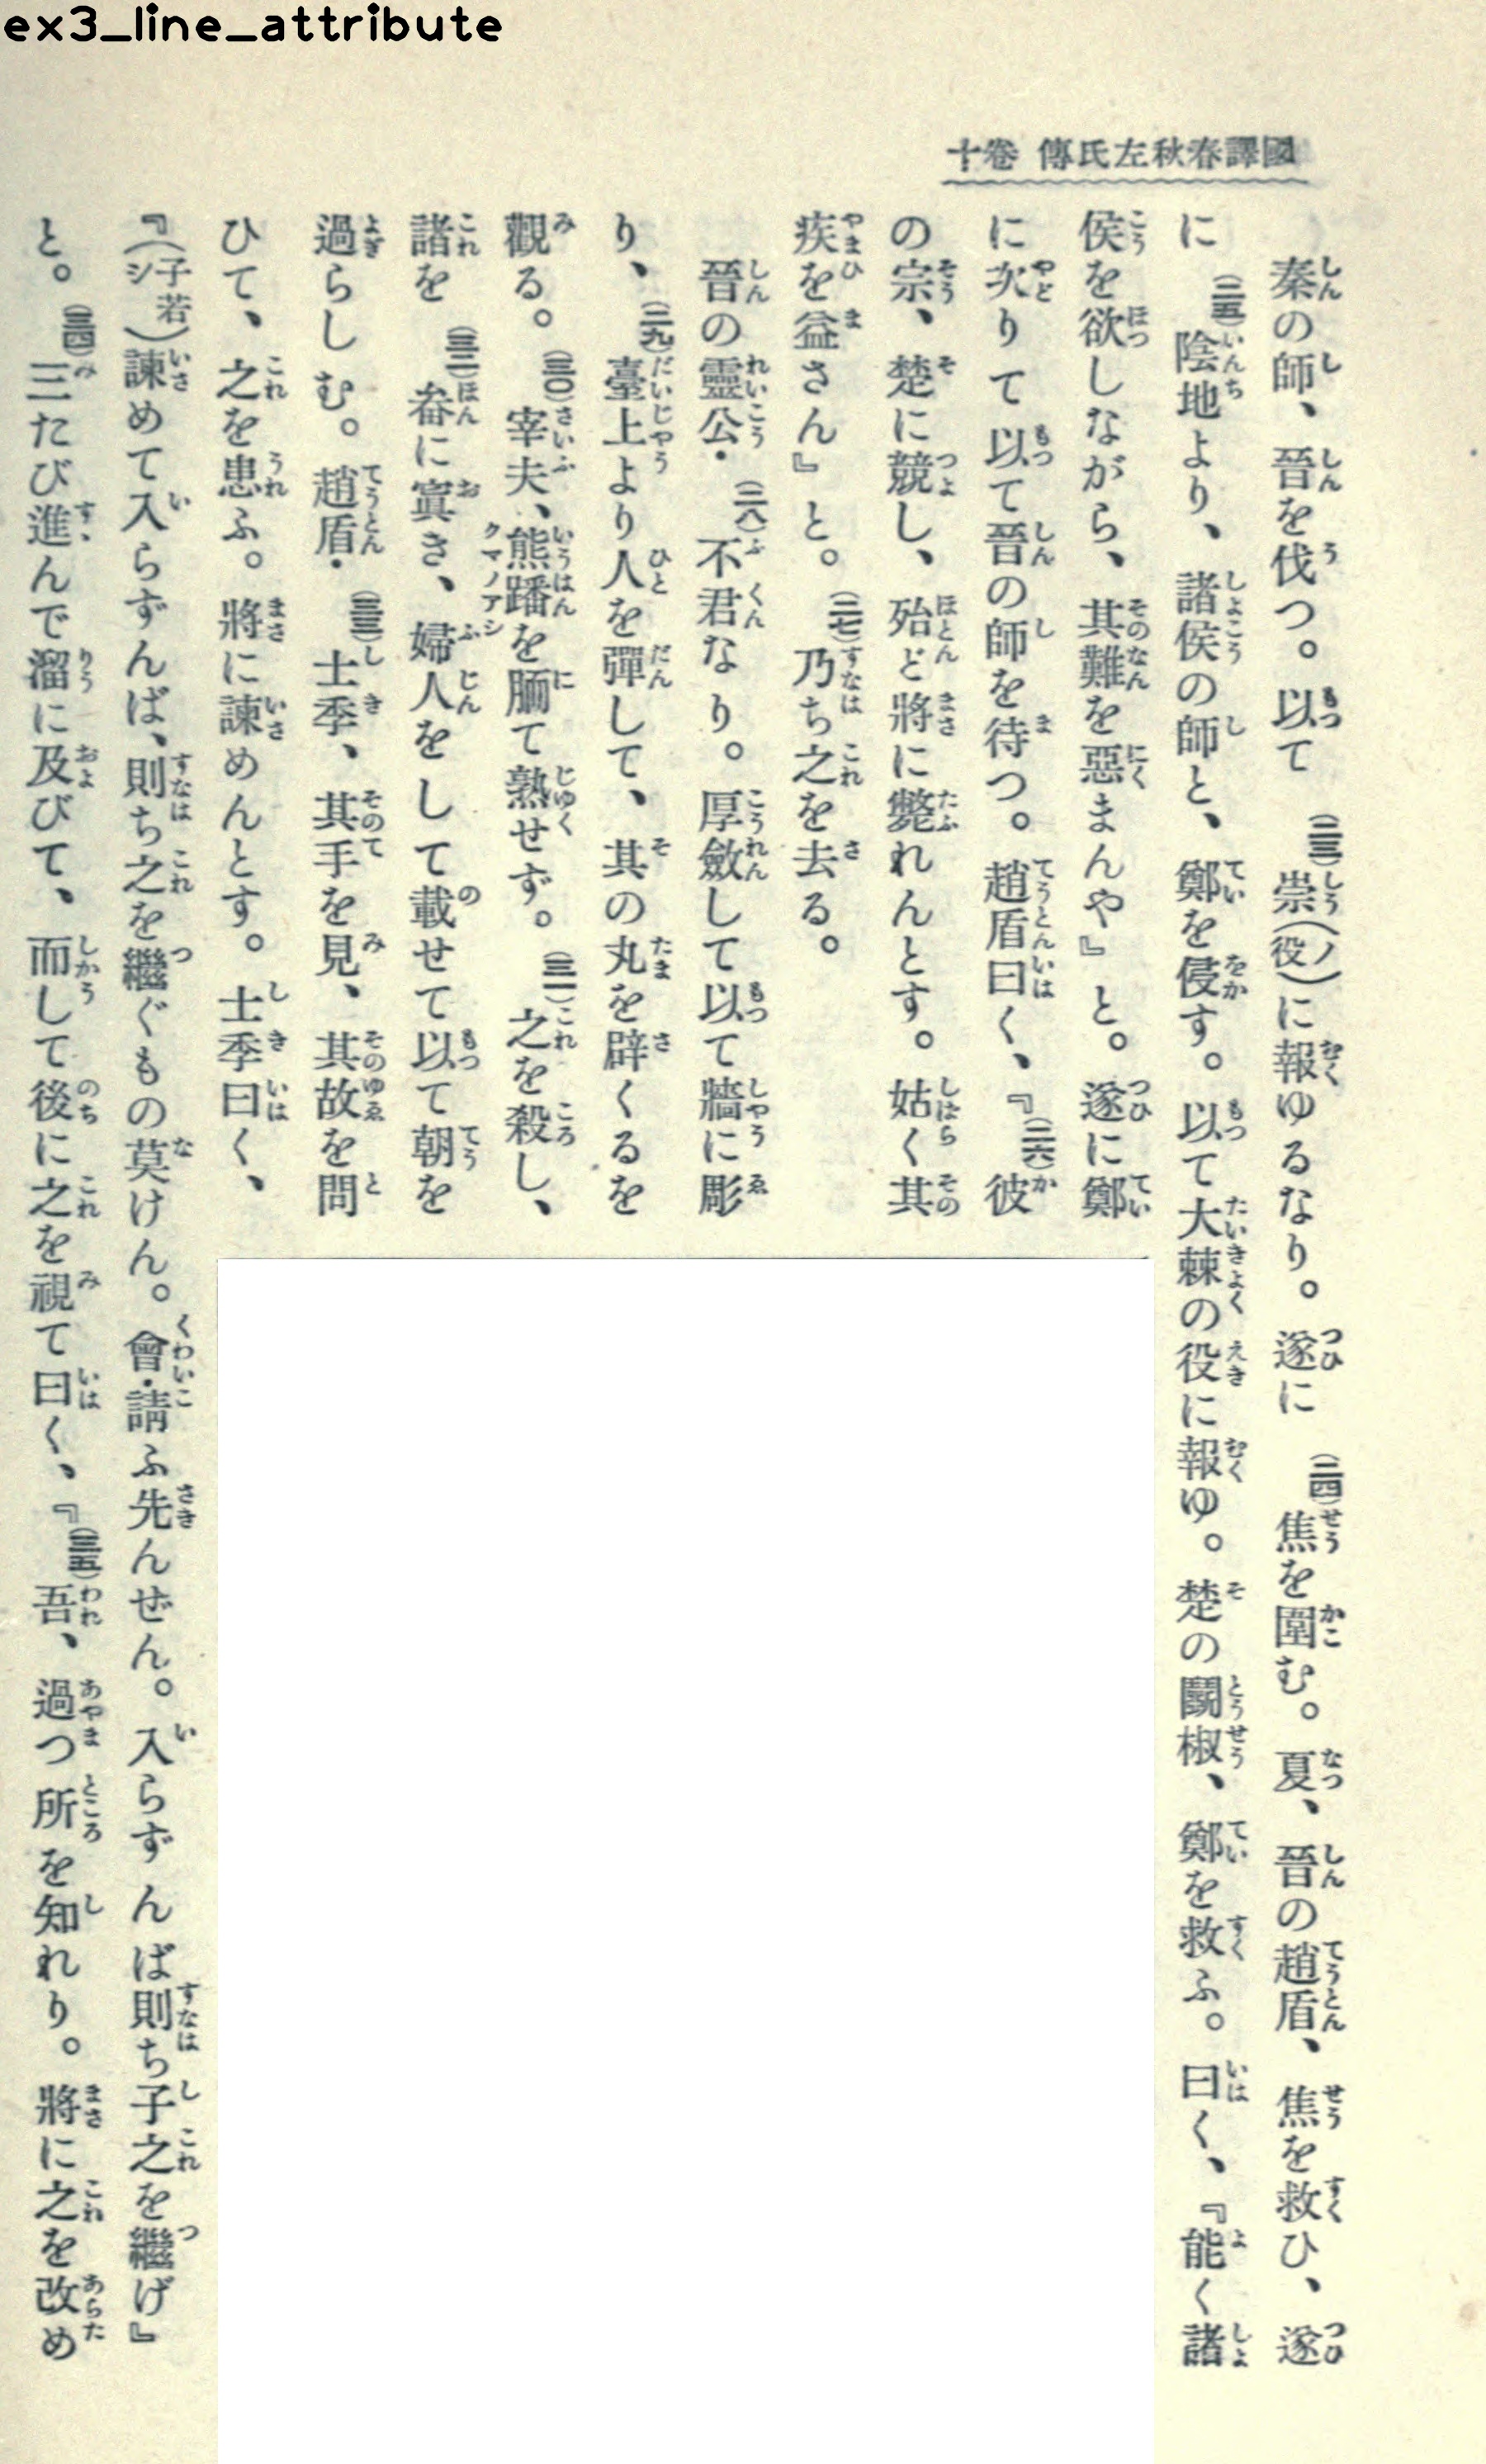 ex3_line_attribute
國譯春秋左氏傳 卷十
秦の師、晉を伐つ。以て(二三)崇(ノ役)に報ゆるなり。遂に(二四)焦を圍む。夏、晉の趙盾、焦を救ひ、遂
に(二五)陰地より、諸侯の師と、鄭を侵す。以て大棘の役に報ゆ。楚の鬭椒、鄭を救ふ。曰く、『能く諸
侯を欲しながら、其難を惡まんや』と。遂に鄭
に次りて以て晉の師を待つ。趙盾曰く、『(二六)彼
の宗、楚に競し、殆ど將に斃れんとす。姑く其
疾を益さん』と。(二七)乃ち之を去る。
晉の靈公・(二八)不君なり。厚斂して以て牆に彫
り、(二九)臺上より人を彈して、其の丸を辟くるを
觀る。(三〇)宰夫、熊蹯を胹て熟せず。(三一)之を殺し、
諸を(三二)畚に寘き、婦人をして載せて以て朝を
過らしむ。趙盾・(三三)士季、其手を見、其故を問
ひて、之を患ふ。將に諫めんとす。士季曰く、
『(子若シ)諫めて入らずんば、則ち之を繼ぐもの莫けん。會・請ふ先んぜん。入らずんば則ち子之を繼げ』
と。(三四)三たび進んで溜に及びて、而して後に之を視て曰く、『(三五)吾、過つ所を知れり。將に之を改め